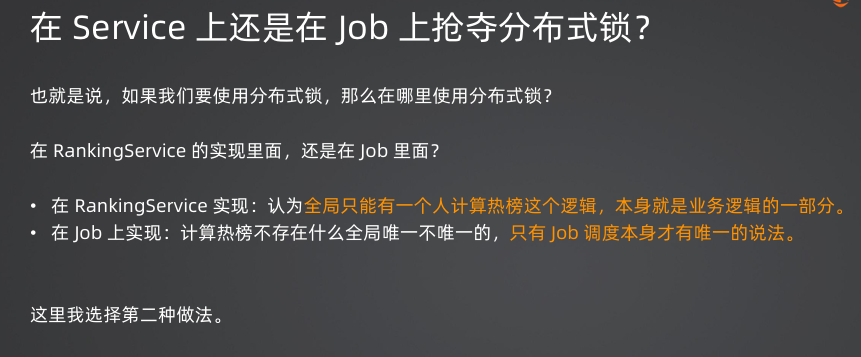 在 Service 上还是在 Job 上抢夺分布式锁？
也就是说，如果我们要使用分布式锁，那么在哪里使用分布式锁？
在 RankingService 的实现里面，还是在 Job 里面？
• 在 RankingService 实现：认为全局只能有一个人计算热榜这个逻辑，本身就是业务逻辑的一部分。
• 在 Job 上实现：计算热榜不存在什么全局唯一不唯一的，只有 Job 调度本身才有唯一的说法。
这里我选择第二种做法。